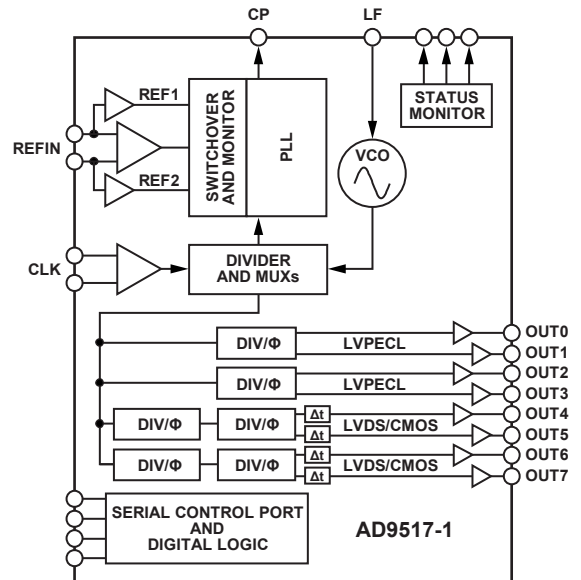 CP
LF
REF1
REFIN
REF2
SWITCHOVER
AND MONITOR
PLL
VCO
STATUS
MONITOR
CLK
DIVIDER
AND MUXs
DIV/Φ
LVPECL
OUT0
OUT1
DIV/Φ
LVPECL
OUT2
OUT3
DIV/Φ
DIV/Φ
Δt
Δt
LVDS/CMOS
OUT4
OUT5
DIV/Φ
DIV/Φ
Δt
Δt
LVDS/CMOS
OUT6
OUT7
SERIAL CONTROL PORT
AND
DIGITAL LOGIC
AD9517-1